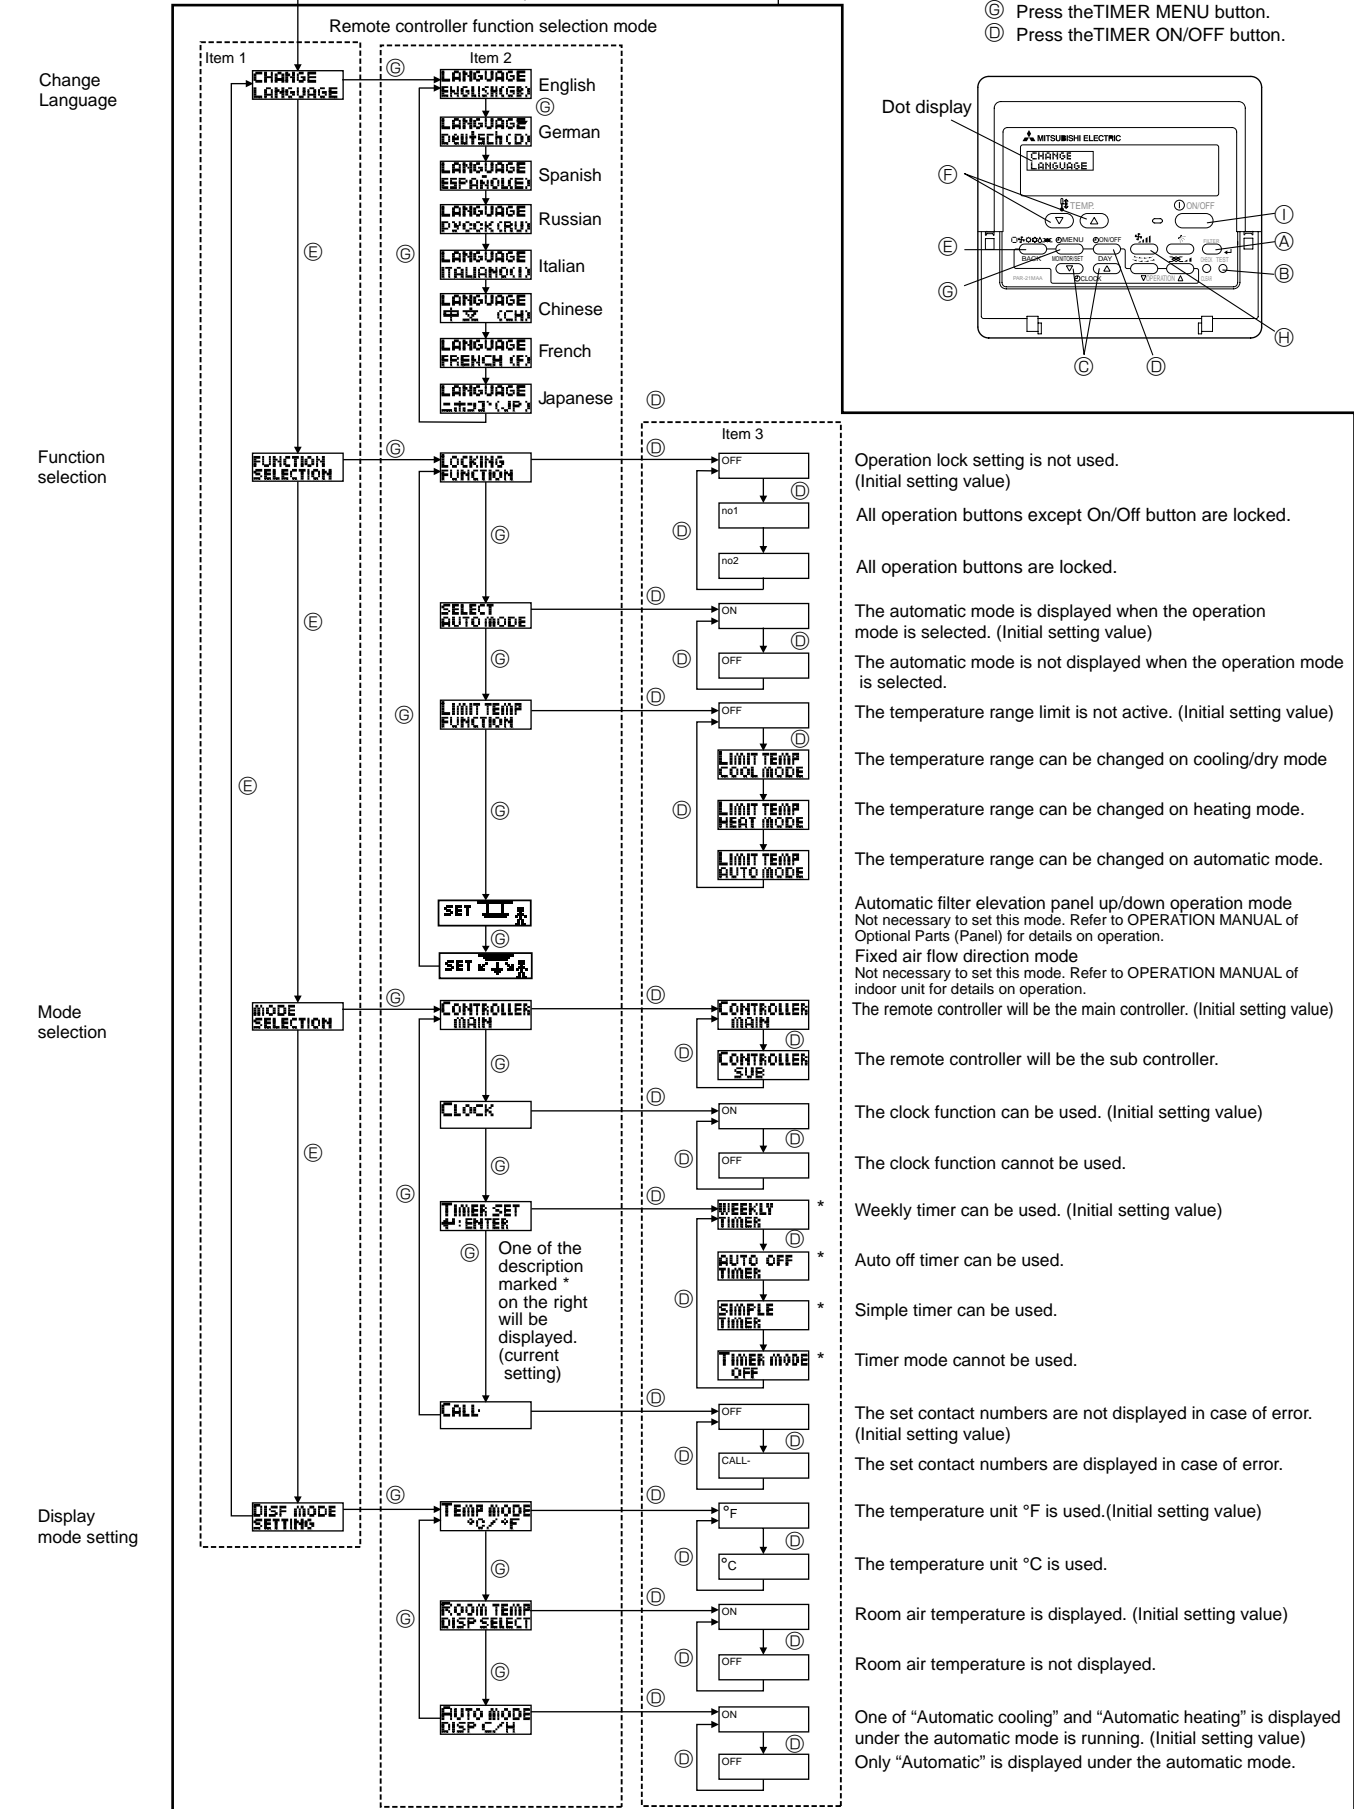 Ⓖ Press theTIMER MENU button.
Ⓓ Press theTIMER ON/OFF button.
Remote controller function selection mode
Item 1
Item 2
Change
Language
CHANGE
LANGUAGE
Ⓖ
LANGUAGE
ENGLISH(GB)
English
Ⓖ
LANGUAGE
Deutsch(D)
German
LANGUAGE
ESPAÑOL(E)
Spanish
LANGUAGE
РУССК(RU)
Russian
LANGUAGE
ITALIANO(I)
Italian
LANGUAGE
中文 (CH)
Chinese
LANGUAGE
FRENCH (F)
French
LANGUAGE
ニホンゴ(JP)
Japanese
Ⓔ
Ⓖ
Dot display
MITSUBISHI ELECTRIC
CHANGE
LANGUAGE
TEMP.
ON/OFF
MENU
ON/OFF
FILTER
BACK
MONITOR/SET
DAY
CHECK TEST
PAR-21MAA
CLOCK
OPERATION
Ⓕ
Ⓔ
Ⓖ
Ⓒ
Ⓓ
Ⓘ
Ⓐ
Ⓑ
Ⓗ
Ⓓ
Item 3
Function
selection
FUNCTION
SELECTION
Ⓖ
LOCKING
FUNCTION
Ⓓ
OFF
Operation lock setting is not used.
(Initial setting value)
Ⓓ
no1
All operation buttons except On/Off button are locked.
Ⓖ
Ⓓ
no2
All operation buttons are locked.
Ⓔ
SELECT
AUTO MODE
Ⓓ
ON
The automatic mode is displayed when the operation
mode is selected. (Initial setting value)
Ⓓ
Ⓖ
Ⓓ
OFF
The automatic mode is not displayed when the operation mode
is selected.
Ⓖ
LIMIT TEMP
FUNCTION
Ⓓ
OFF
The temperature range limit is not active. (Initial setting value)
Ⓓ
LIMIT TEMP
COOL MODE
The temperature range can be changed on cooling/dry mode
Ⓔ
Ⓖ
Ⓓ
LIMIT TEMP
HEAT MODE
The temperature range can be changed on heating mode.
LIMIT TEMP
AUTO MODE
The temperature range can be changed on automatic mode.
SET
Automatic filter elevation panel up/down operation mode
Not necessary to set this mode. Refer to OPERATION MANUAL of
Optional Parts (Panel) for details on operation.
Ⓖ
SET
Fixed air flow direction mode
Not necessary to set this mode. Refer to OPERATION MANUAL of
indoor unit for details on operation.
Mode
selection
MODE
SELECTION
Ⓖ
CONTROLLER
MAIN
Ⓓ
CONTROLLER
MAIN
The remote controller will be the main controller. (Initial setting value)
Ⓓ
Ⓖ
Ⓓ
CONTROLLER
SUB
The remote controller will be the sub controller.
CLOCK
Ⓓ
ON
The clock function can be used. (Initial setting value)
Ⓓ
Ⓔ
Ⓖ
Ⓓ
OFF
The clock function cannot be used.
Ⓖ
TIMER SET
↵:ENTER
Ⓓ
WEEKLY
TIMER
*
Weekly timer can be used. (Initial setting value)
Ⓓ
Ⓖ
One of the
description
marked *
on the right
will be
displayed.
(current
setting)
AUTO OFF
TIMER
*
Auto off timer can be used.
Ⓓ
SIMPLE
TIMER
*
Simple timer can be used.
TIMER MODE
OFF
*
Timer mode cannot be used.
CALL-
Ⓓ
OFF
The set contact numbers are not displayed in case of error.
(Initial setting value)
Ⓓ
Ⓓ
CALL-
The set contact numbers are displayed in case of error.
Display
mode setting
DISP MODE
SETTING
Ⓖ
TEMP MODE
°C/°F
Ⓓ
°F
The temperature unit °F is used.(Initial setting value)
Ⓓ
Ⓖ
Ⓓ
°C
The temperature unit °C is used.
Ⓖ
ROOM TEMP
DISP SELECT
Ⓓ
ON
Room air temperature is displayed. (Initial setting value)
Ⓓ
Ⓖ
Ⓓ
OFF
Room air temperature is not displayed.
AUTO MODE
DISP C/H
Ⓓ
ON
One of “Automatic cooling” and “Automatic heating” is displayed
under the automatic mode is running. (Initial setting value)
Ⓓ
Ⓓ
OFF
Only “Automatic” is displayed under the automatic mode.